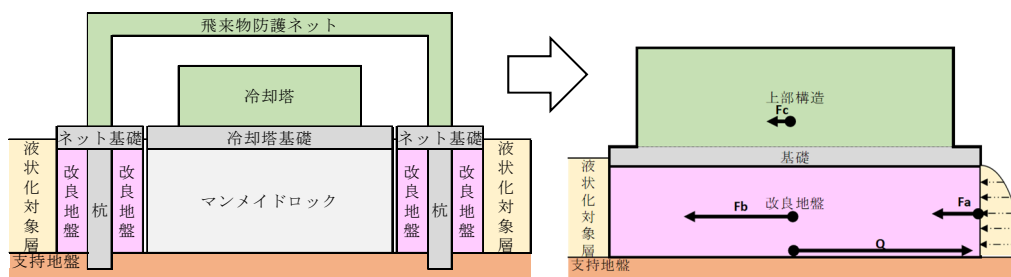 飛来物防護ネット
冷却塔
ネット基礎
冷却塔基礎
ネット基礎
液状化対象層
改良地盤
杭
改良地盤
マンメイドロック
改良地盤
杭
改良地盤
液状化対象層
支持地盤
上部構造
Fc
基礎
液状化対象層
Fb
改良地盤
Fa
Q
支持地盤